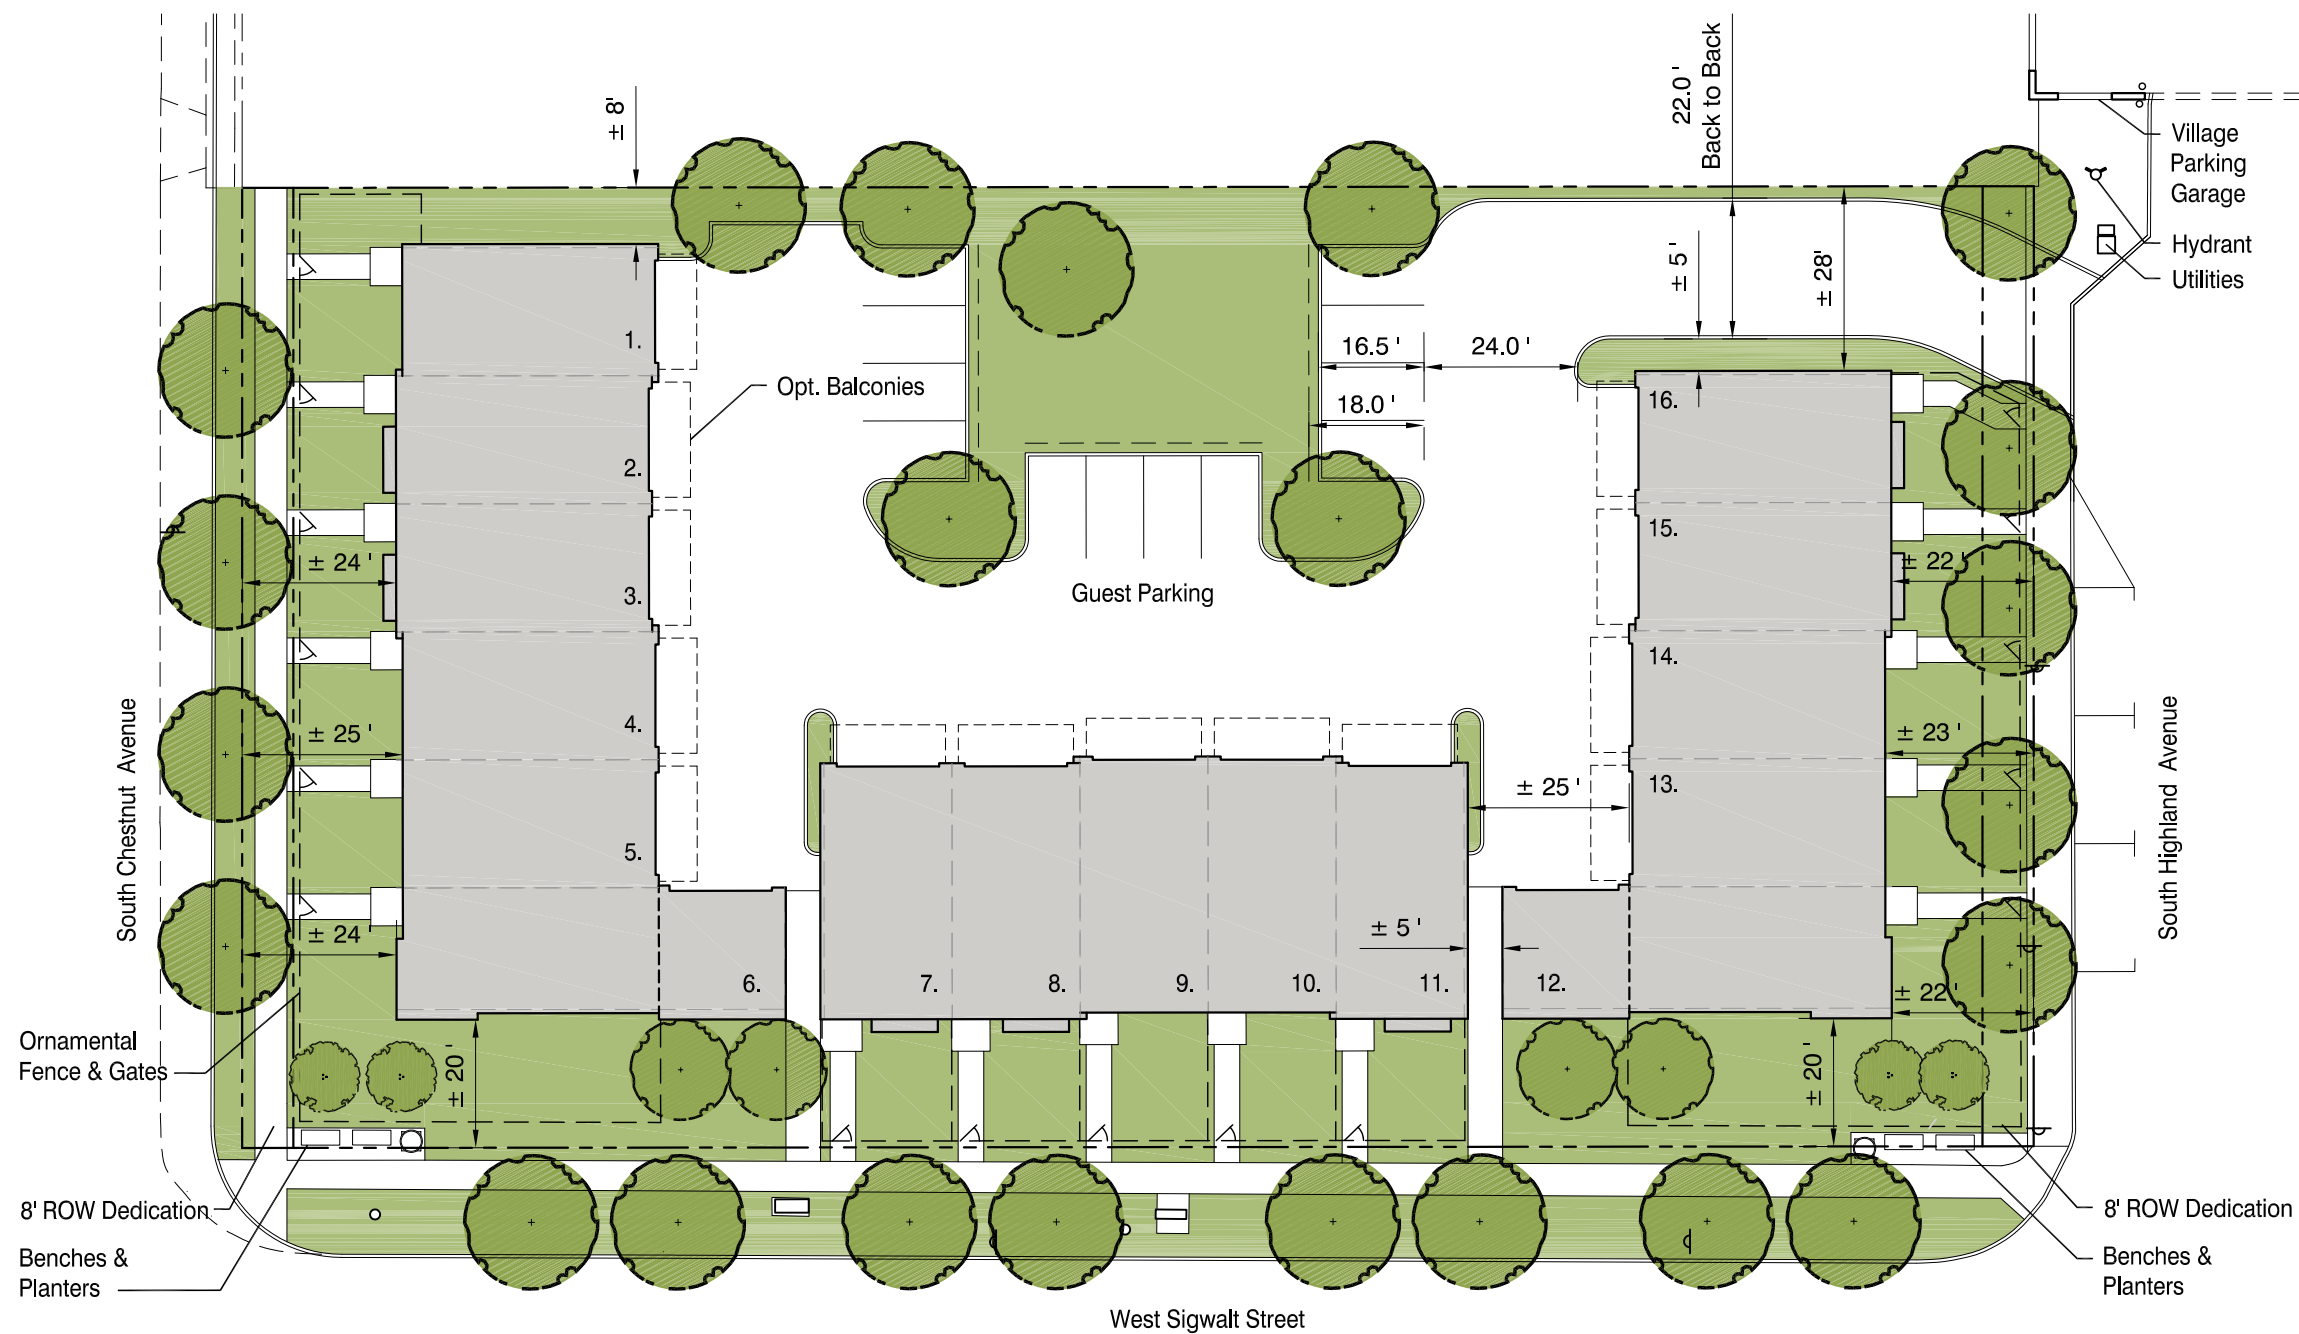 ± 8'
22.0 '
Back to Back
Village
Parking
Garage
Hydrant
Utilities
± 5'
± 28'
1.
16.5 '
24.0 '
Opt. Balconies
18.0 '
16.
2.
15.
± 24 '
Guest Parking
3.
± 22 '
14.
South Chestnut Avenue
± 25 '
4.
± 23 '
South Highland Avenue
± 25 '
13.
5.
± 24 '
± 5 '
6.
7.
8.
9.
10.
11.
12.
± 22 '
Ornamental
Fence & Gates
± 20 '
± 20 '
8' ROW Dedication
8' ROW Dedication
Benches &
Planters
Benches &
Planters
West Sigwalt Street